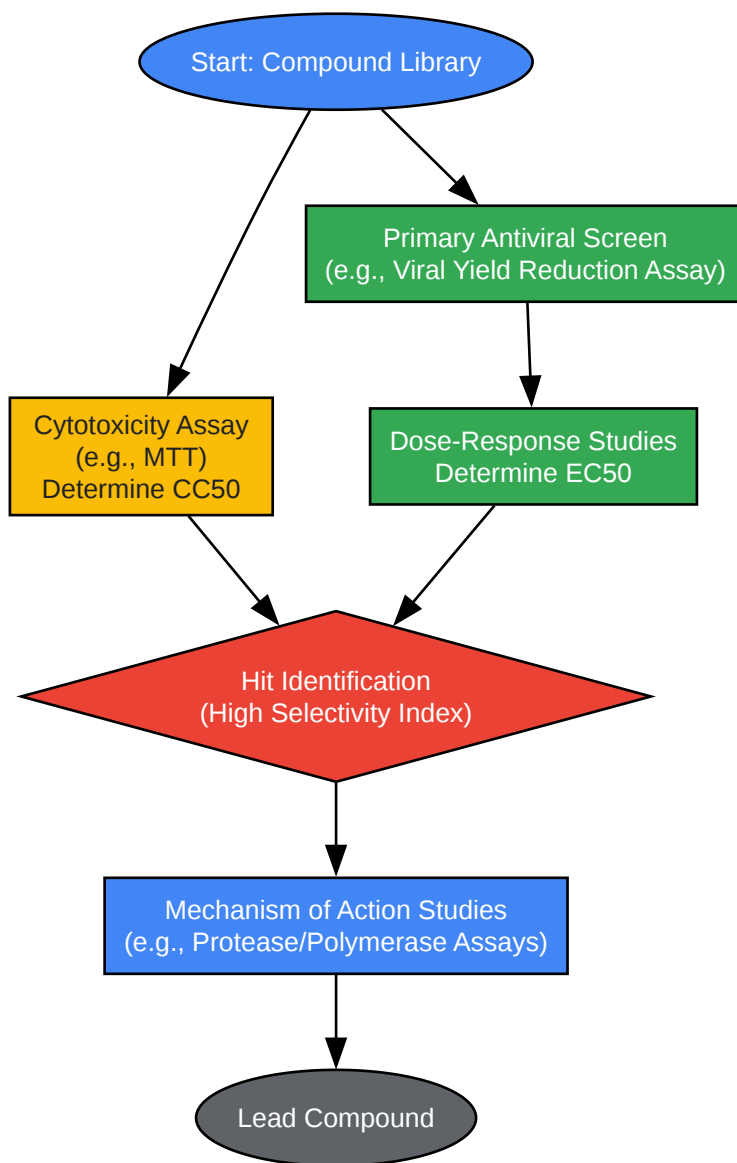 Start: Compound Library
Primary Antiviral Screen
(e.g., Viral Yield Reduction Assay)
Cytotoxicity Assay
(e.g., MTT)
Determine CC50
Dose-Response Studies
Determine EC50
Hit Identification
(High Selectivity Index)
Mechanism of Action Studies
(e.g., Protease/Polymerase Assays)
Lead Compound